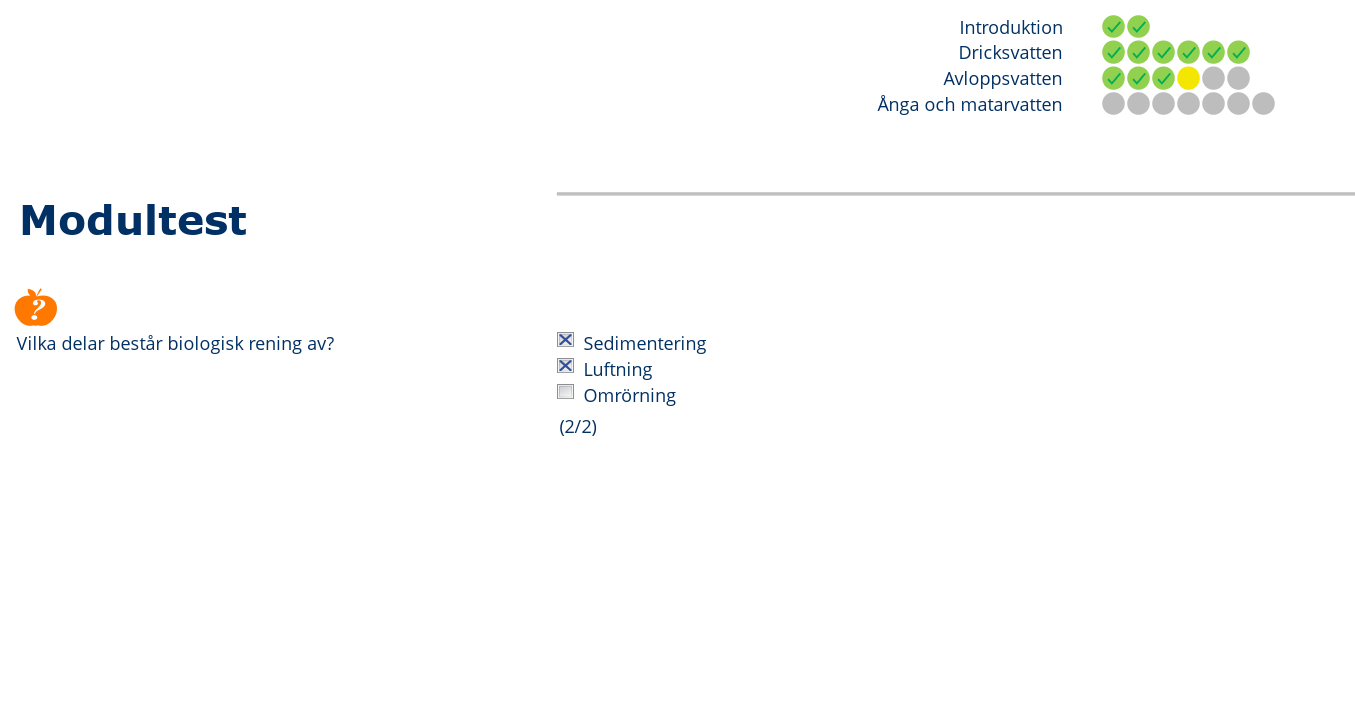 Introduktion
Dricksvatten
Avloppsvatten
Ånga och matarvatten
Modultest
?
Vilka delar består biologisk rening av?
Sedimentering
Luftning
Omrörning
(2/2)